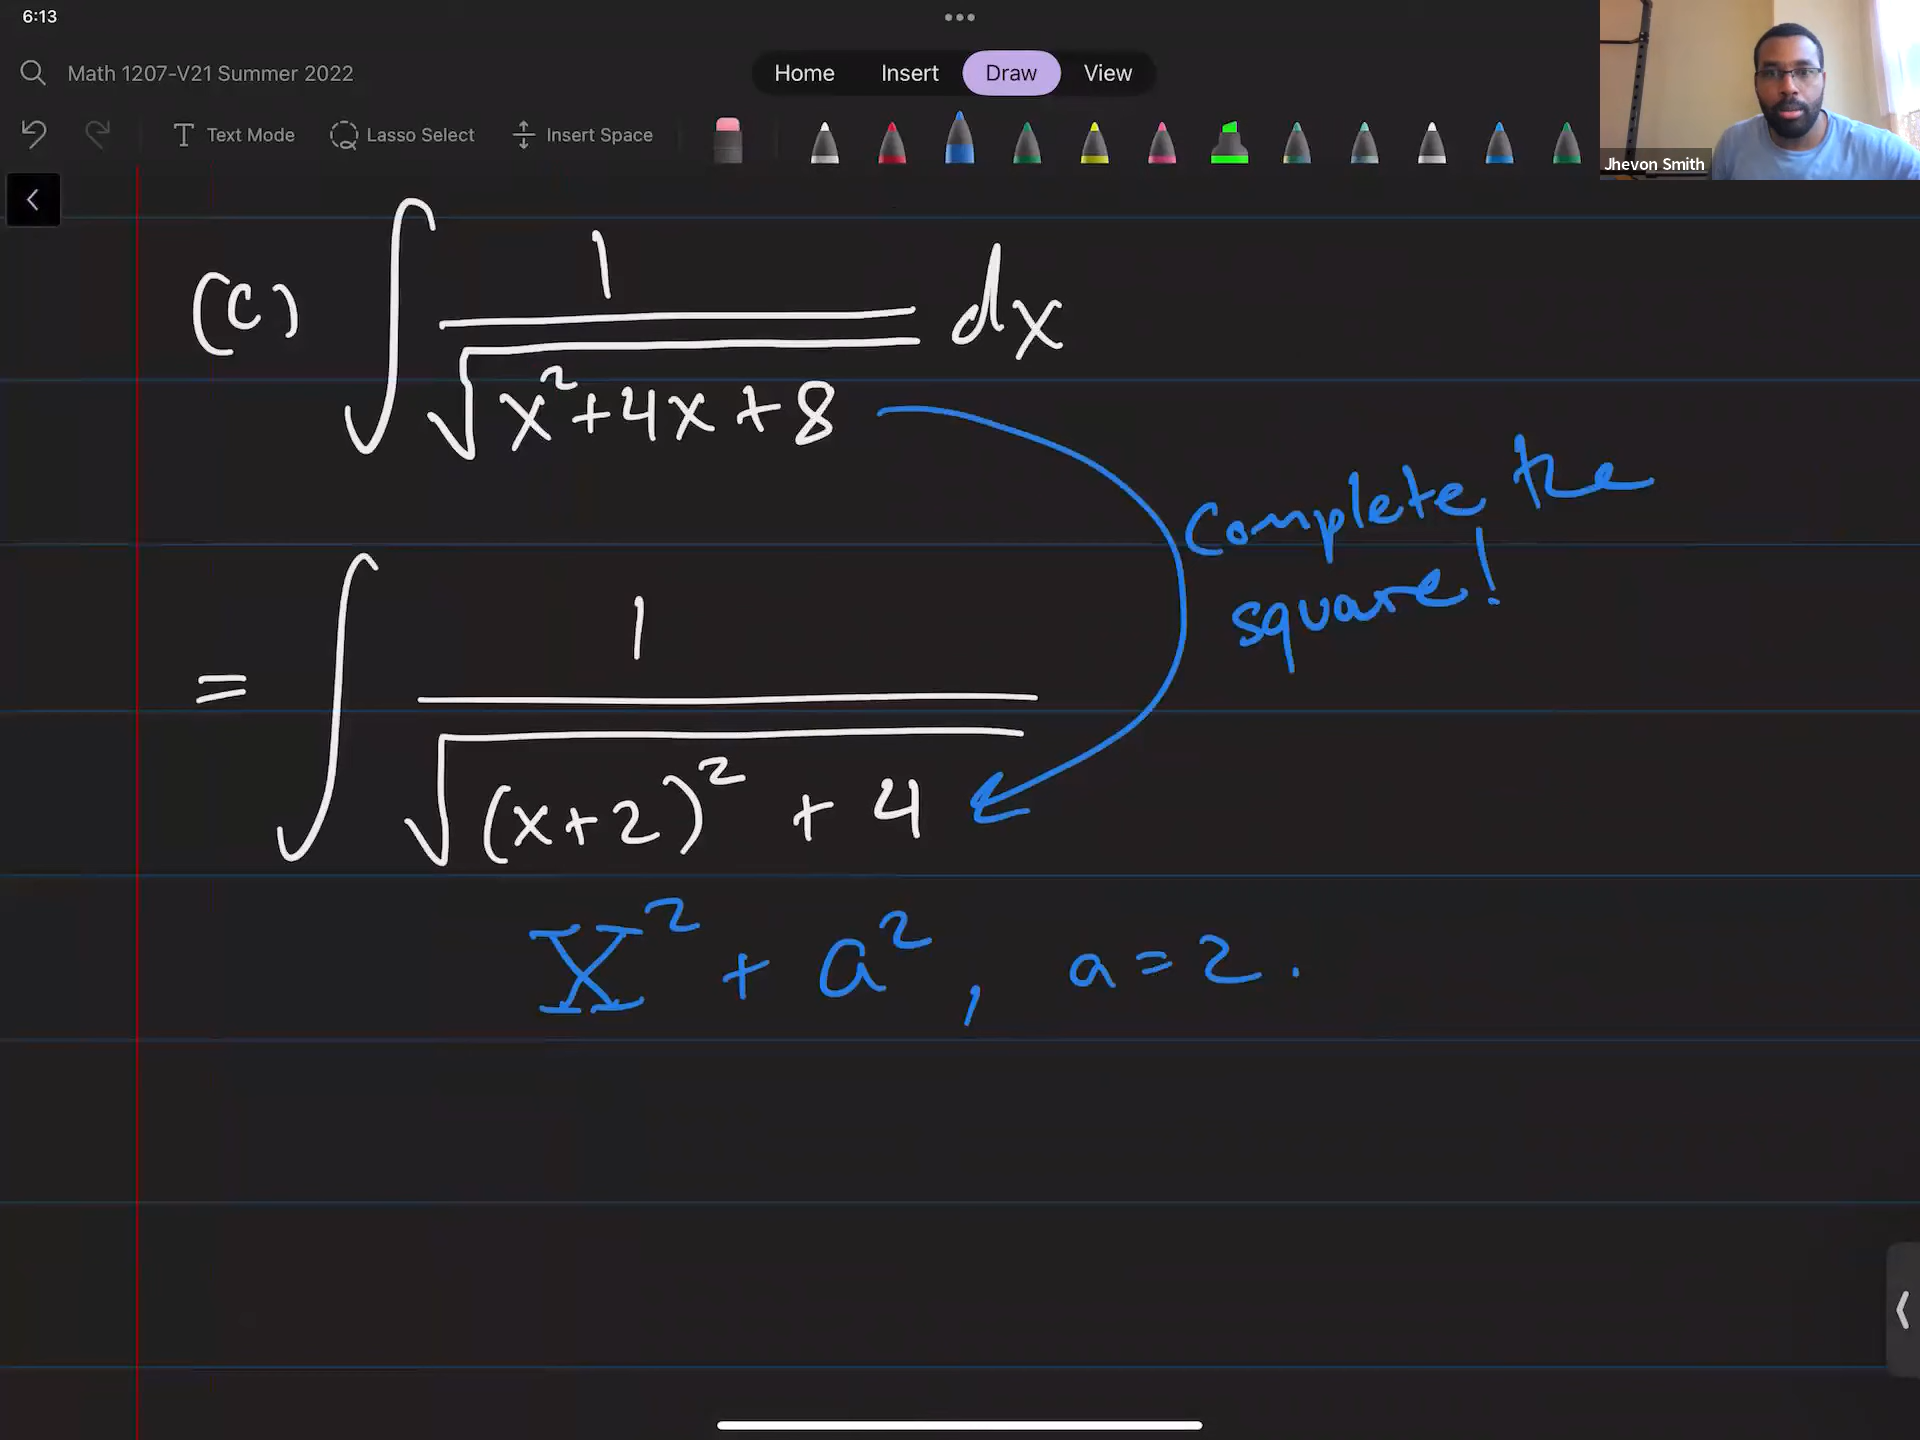 6:13
Math 1207-V21 Summer 2022
Home Insert Draw View
Text Mode Lasso Select Insert Space
Jhevon Smith
(c) ∫ 1/√(x²+4x+8) dx
Complete the
square!
= ∫ 1/√((x+2)² + 4)
X² + a², a=2.